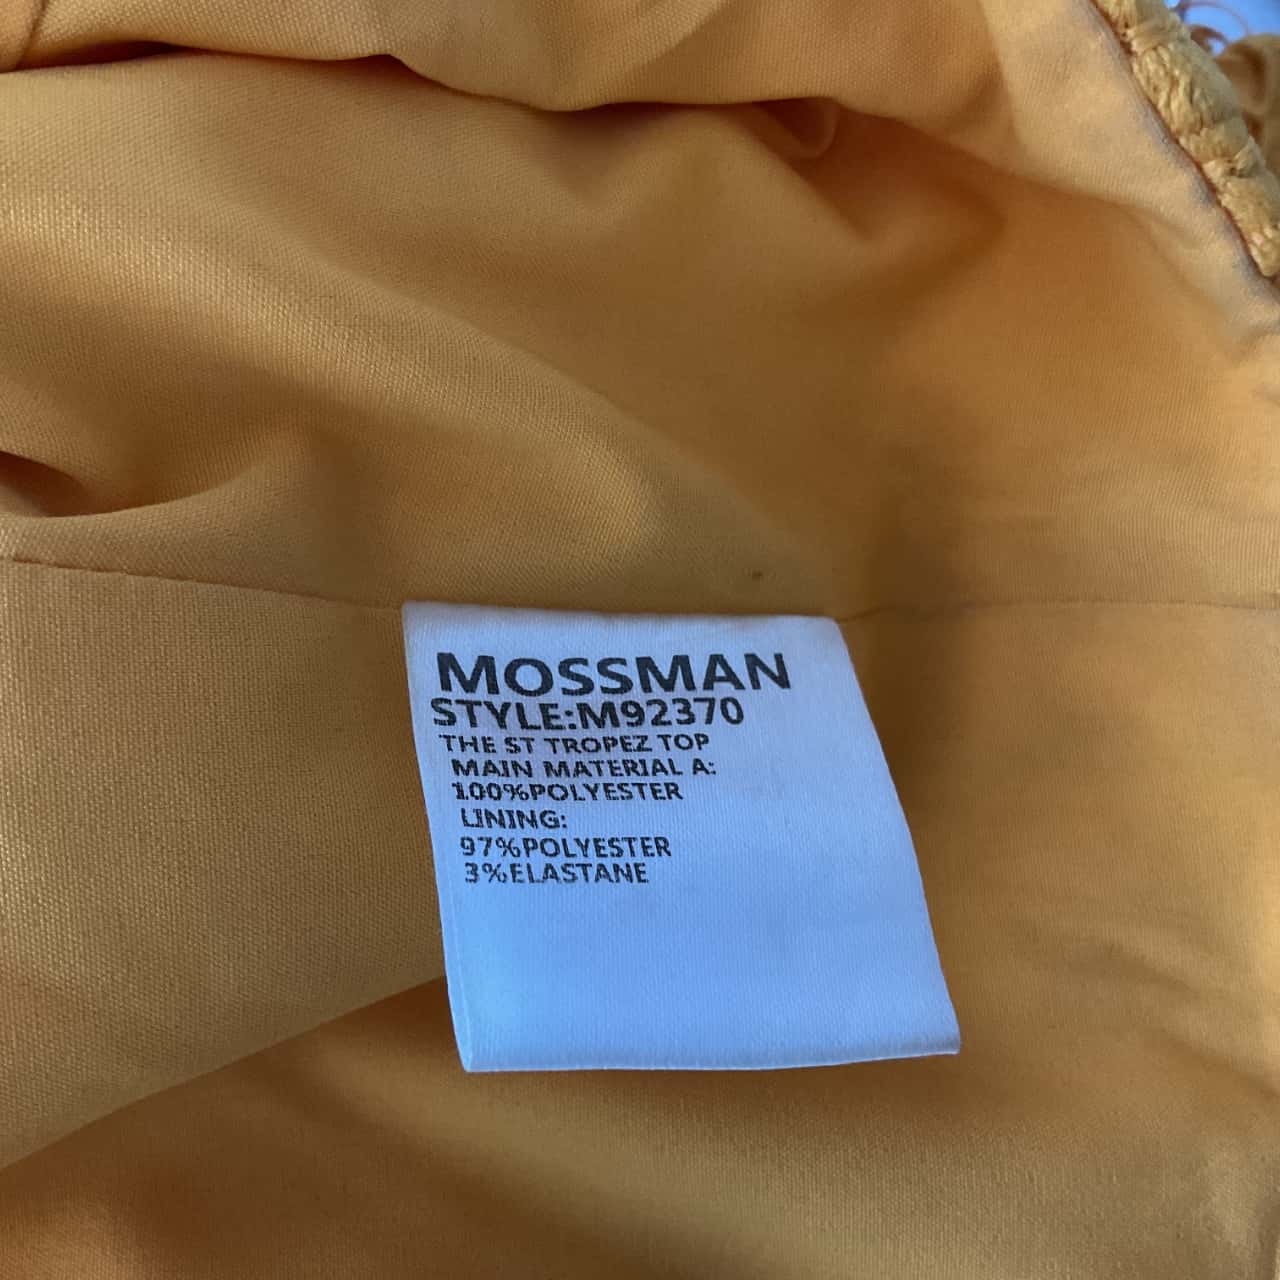 MOSSMAN
STYLE:M92370
THE ST TROPEZ TOP
MAIN MATERIAL A:
100%POLYESTER
LINING:
97%POLYESTER
3%ELASTANE